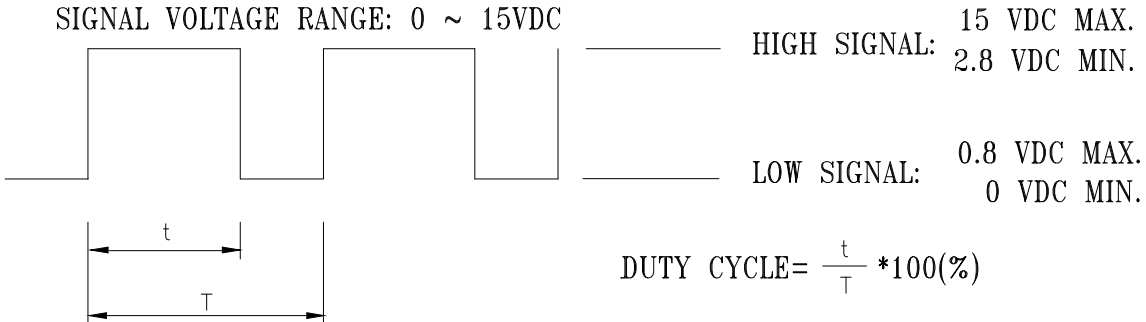 SIGNAL VOLTAGE RANGE: 0 ~ 15VDC
HIGH SIGNAL: 15 VDC MAX.
2.8 VDC MIN.
LOW SIGNAL: 0.8 VDC MAX.
0 VDC MIN.
t
T
DUTY CYCLE= t/T *100(%)